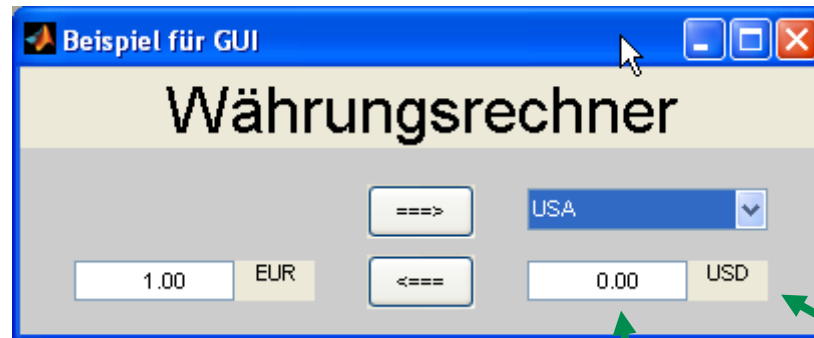 Beispiel für GUI
Währungsrechner
===> USA
1.00 EUR <=== 0.00 USD